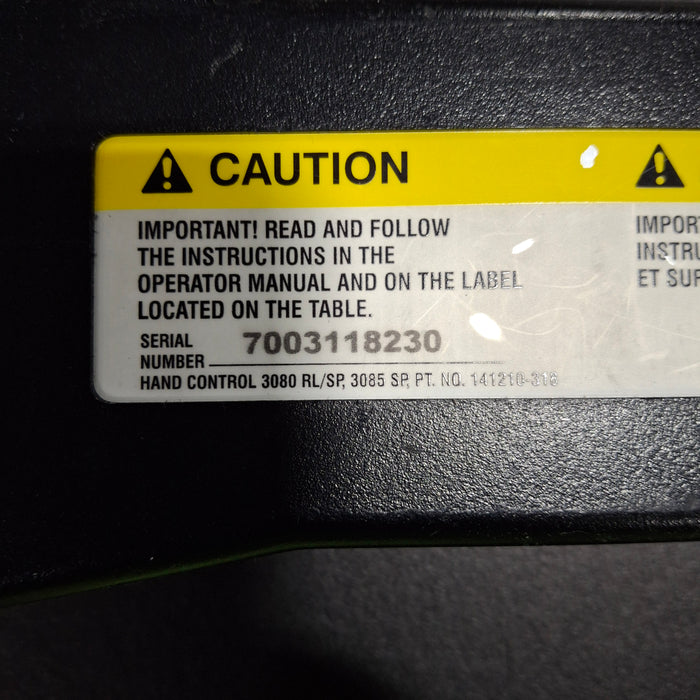 CAUTION
IMPORTANT! READ AND FOLLOW
THE INSTRUCTIONS IN THE
OPERATOR MANUAL AND ON THE LABEL
LOCATED ON THE TABLE.
SERIAL
NUMBER 7003118230
HAND CONTROL 3080 RL/SP, 3085 SP, PT. NO. 141210-316
IMPORT
INSTRU
ET SUR